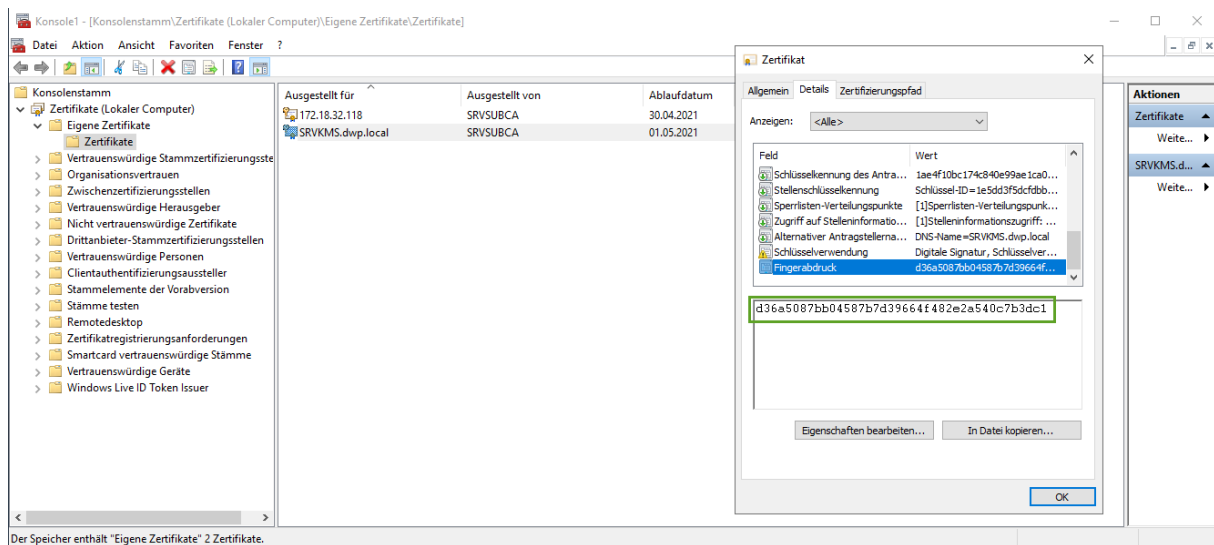 Konsole1 - [Konsolenstamm\Zertifikate (Lokaler Computer)\Eigene Zertifikate\Zertifikate]
Datei Aktion Ansicht Favoriten Fenster ?
Konsolenstamm
Zertifikate (Lokaler Computer)
Eigene Zertifikate
Zertifikate
Vertrauenswürdige Stammzertifizierungsste
Organisationsvertrauen
Zwischenzertifizierungsstellen
Vertrauenswürdige Herausgeber
Nicht vertrauenswürdige Zertifikate
Drittanbieter-Stammzertifizierungsstellen
Vertrauenswürdige Personen
Clientauthentifizierungsaussteller
Stammelemente der Vorabversion
Stämme testen
Remotedesktop
Zertifikatregistrierungsanforderungen
Smartcard vertrauenswürdige Stämme
Vertrauenswürdige Geräte
Windows Live ID Token Issuer
Ausgestellt für Ausgestellt von Ablaufdatum
172.18.32.118 SRVSUBCA 30.04.2021
SRVKMS.dwp.local SRVSUBCA 01.05.2021
Zertifikat
Allgemein Details Zertifizierungspfad
Anzeigen: <Alle>
Feld Wert
Schlüsselkennung des Antra... 1ae4f10bc174c840e99ae1ca0...
Stellenschlüsselkennung Schlüssel-ID=1e5dd3f5dcfdbb...
Sperrlisten-Verteilungspunkte [1]Sperrlisten-Verteilungspunk...
Zugriff auf Stelleninformatio... [1]Stelleninformationszugriff: ...
Alternativer Antragstellerna... DNS-Name=SRVKMS.dwp.local
Schlüsselverwendung Digitale Signatur, Schlüsselver...
Fingerabdruck d36a5087bb04587b7d39664f...
d36a5087bb04587b7d39664f482e2a540c7b3dc1
Eigenschaften bearbeiten... In Datei kopieren...
OK
Aktionen
Zertifikate
Weite...
SRVKMS.d...
Weite...
Der Speicher enthält "Eigene Zertifikate" 2 Zertifikate.